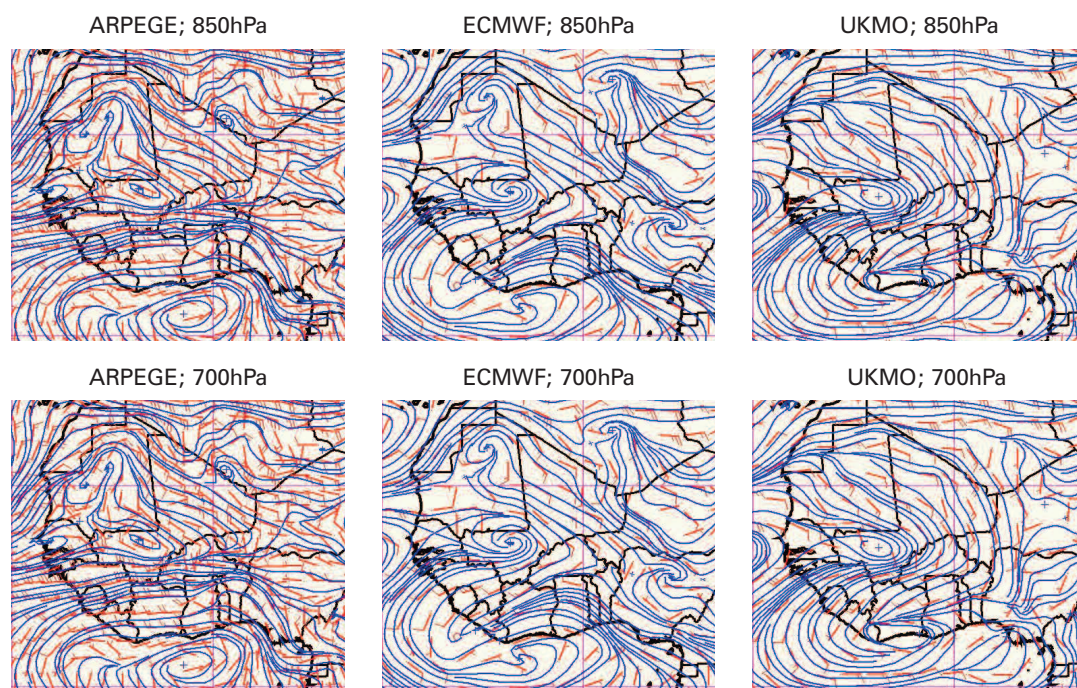 ARPEGE; 850hPa
ECMWF; 850hPa
UKMO; 850hPa
ARPEGE; 700hPa
ECMWF; 700hPa
UKMO; 700hPa